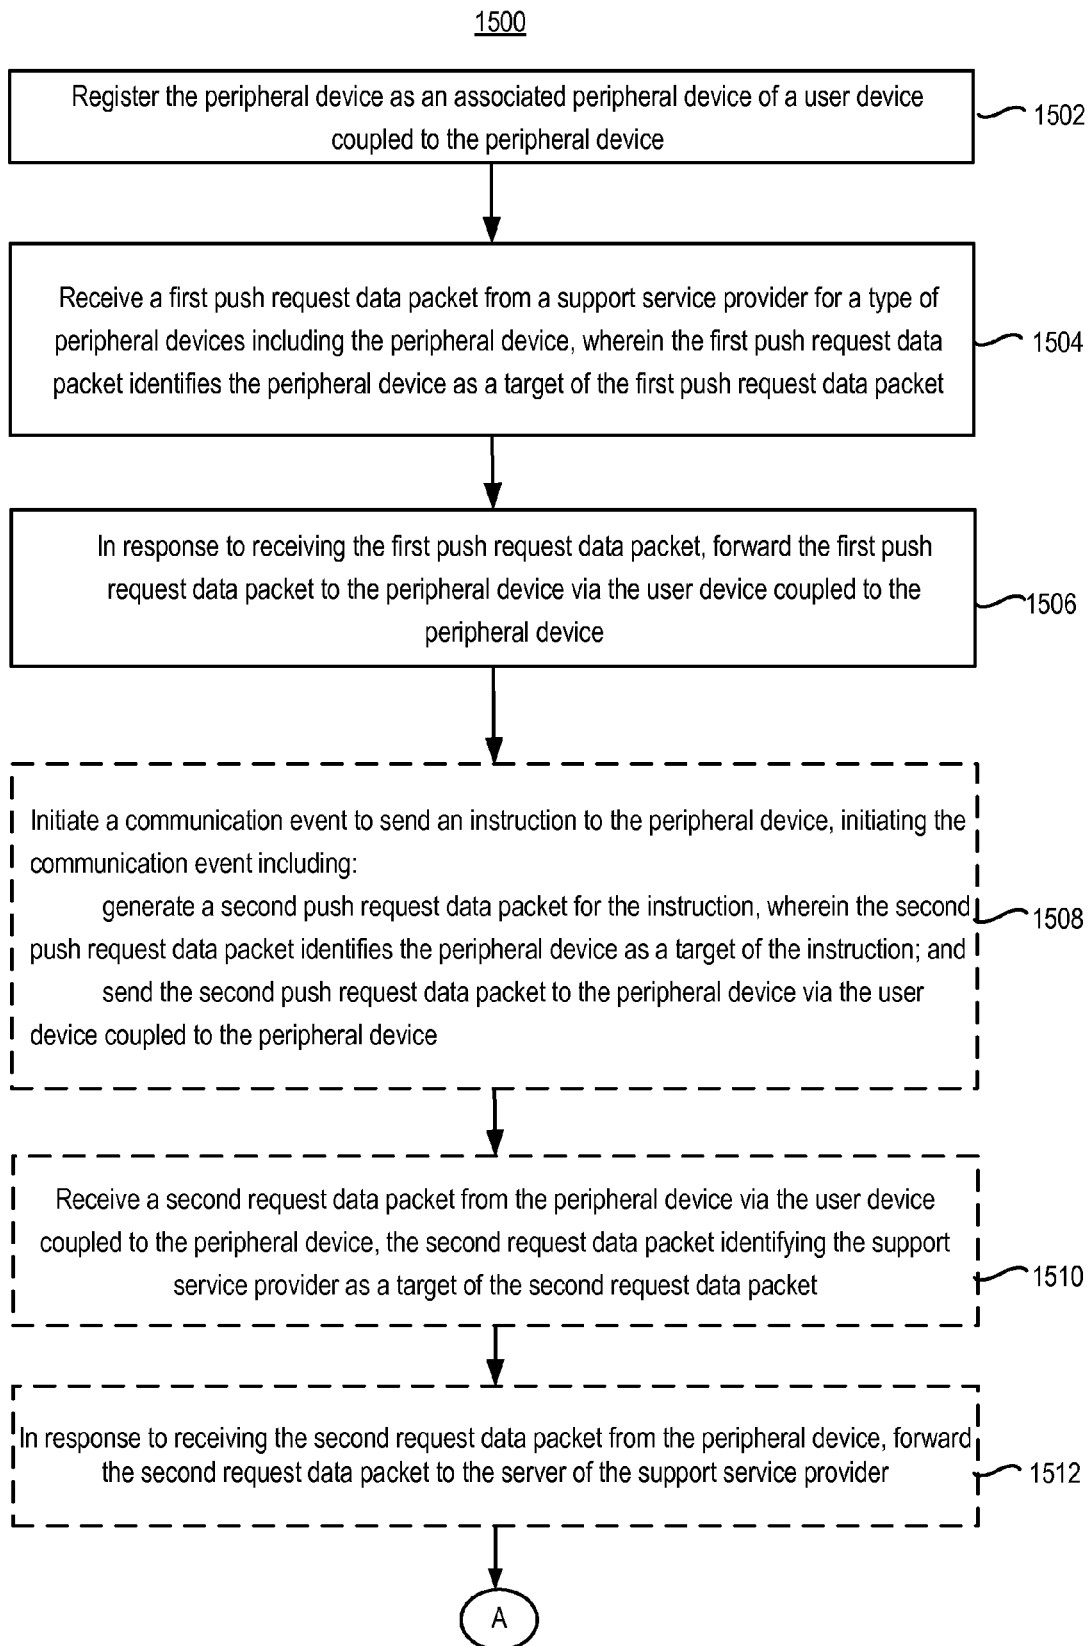 1500
Register the peripheral device as an associated peripheral device of a user device
coupled to the peripheral device
1502
Receive a first push request data packet from a support service provider for a type of
peripheral devices including the peripheral device, wherein the first push request data
packet identifies the peripheral device as a target of the first push request data packet
1504
In response to receiving the first push request data packet, forward the first push
request data packet to the peripheral device via the user device coupled to the
peripheral device
1506
Initiate a communication event to send an instruction to the peripheral device, initiating the
communication event including:
generate a second push request data packet for the instruction, wherein the second
push request data packet identifies the peripheral device as a target of the instruction; and
send the second push request data packet to the peripheral device via the user
device coupled to the peripheral device
1508
Receive a second request data packet from the peripheral device via the user device
coupled to the peripheral device, the second request data packet identifying the support
service provider as a target of the second request data packet
1510
In response to receiving the second request data packet from the peripheral device, forward
the second request data packet to the server of the support service provider
1512
A